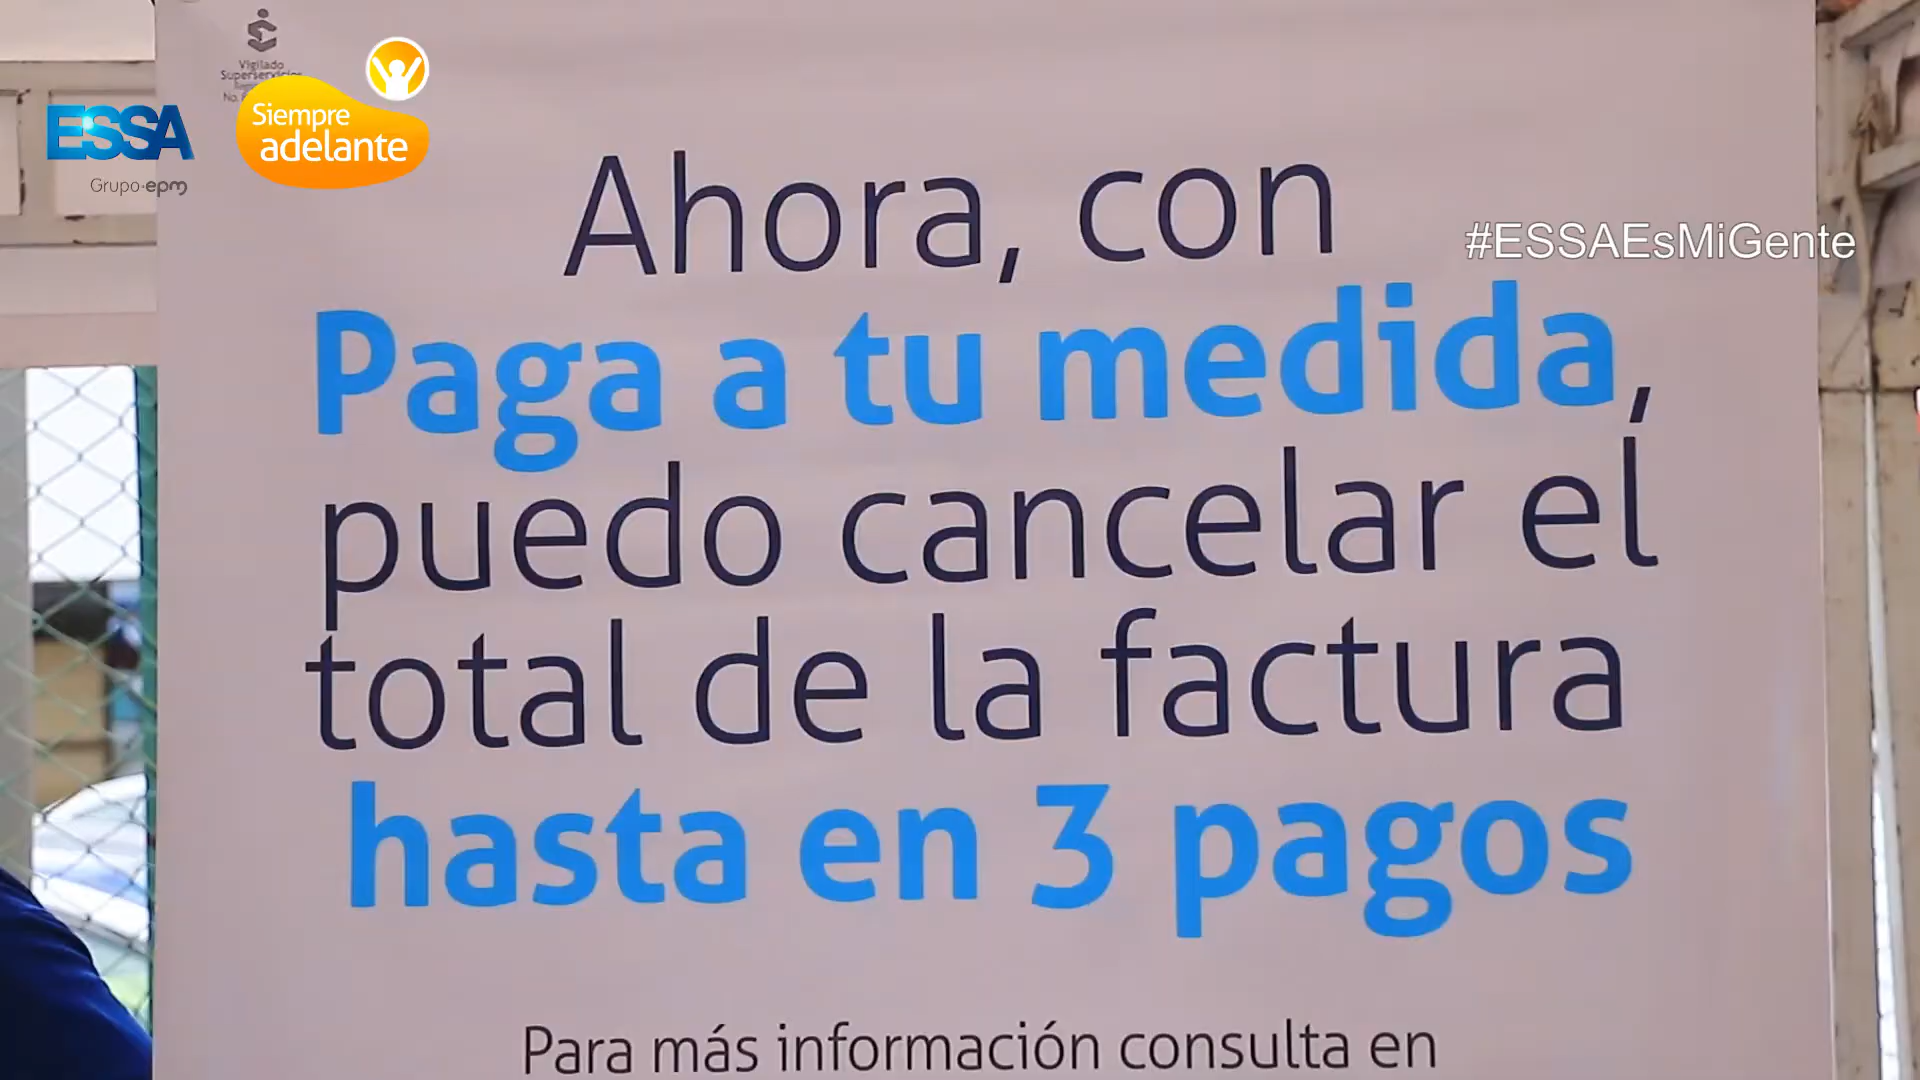 Vigilado
Superservicios
ESSA
Grupo·epm
Siempre
adelante
#ESSAEsMiGente
Ahora, con
Paga a tu medida,
puedo cancelar el
total de la factura
hasta en 3 pagos
Para más información consulta en